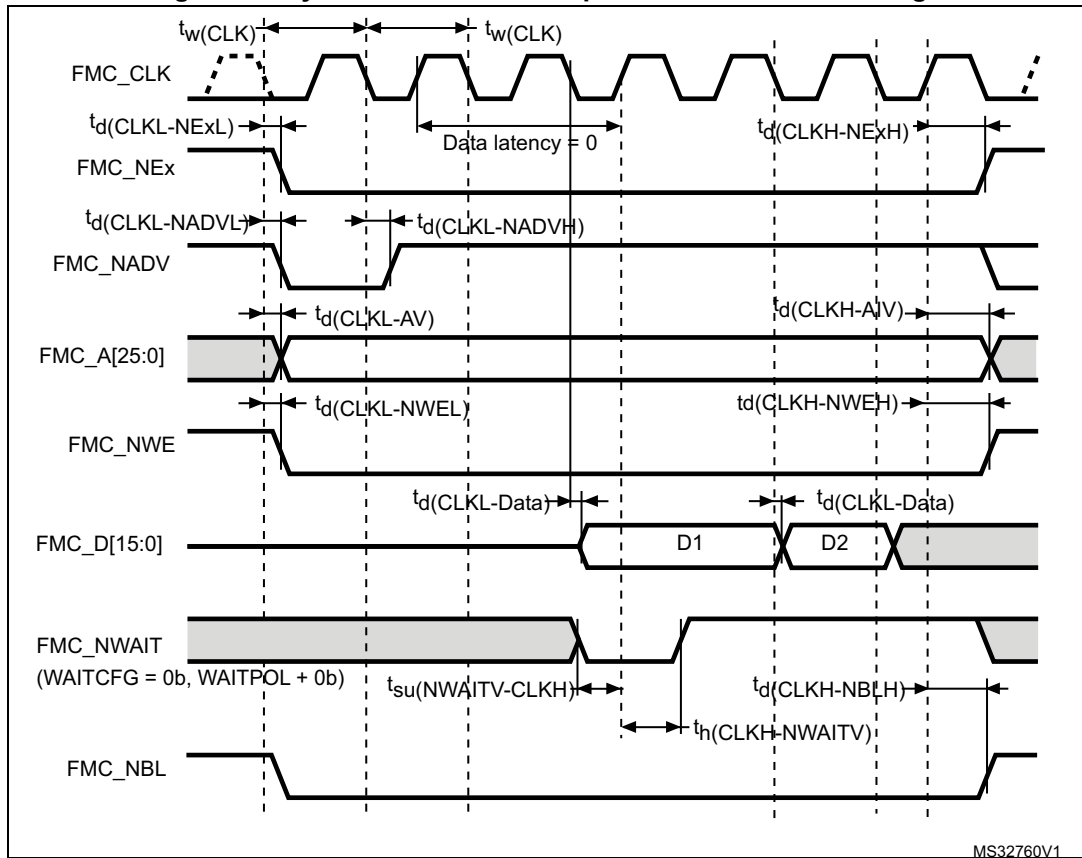 tw(CLK) tw(CLK)
FMC_CLK
td(CLKL-NExL) Data latency = 0 td(CLKH-NExH)
FMC_NEx
td(CLKL-NADVL) td(CLKL-NADVH)
FMC_NADV
td(CLKL-AV) td(CLKH-AIV)
FMC_A[25:0]
td(CLKL-NWEL) td(CLKH-NWEH)
FMC_NWE
td(CLKL-Data) td(CLKL-Data)
FMC_D[15:0] D1 D2
FMC_NWAIT
(WAITCFG = 0b, WAITPOL + 0b)
tsu(NWAITV-CLKH) td(CLKH-NBLH)
th(CLKH-NWAITV)
FMC_NBL
MS32760V1